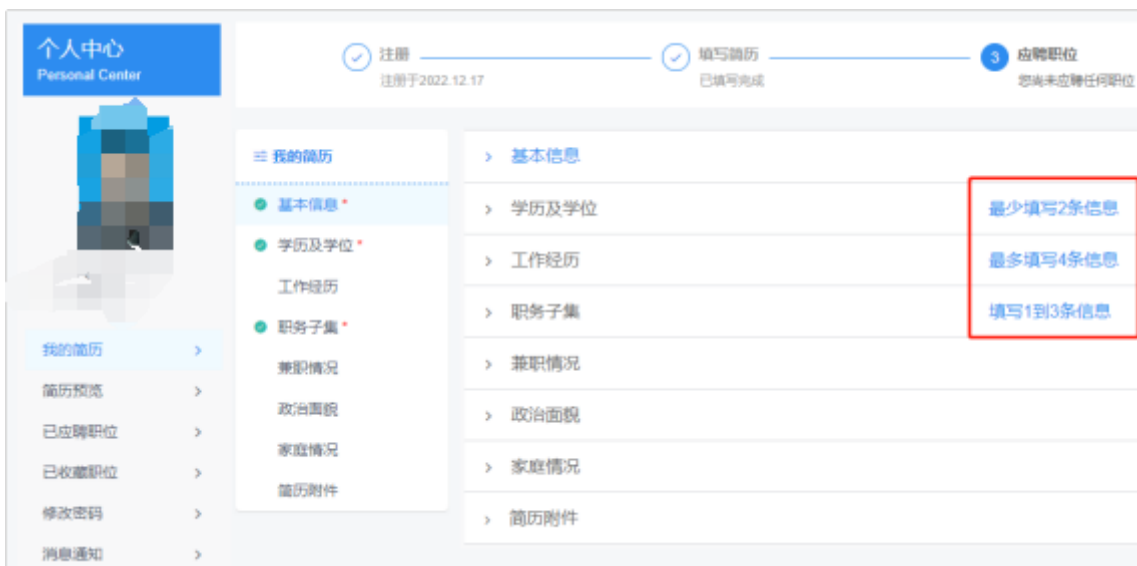 个人中心
Personal Center
注册
注册于2022.12.17
填写简历
已填写完成
3
应聘职位
您尚未应聘任何职位
我的简历
基本信息*
学历及学位*
工作经历
职务子集*
兼职情况
政治面貌
家庭情况
简历附件
基本信息
学历及学位
最少填写2条信息
工作经历
最多填写4条信息
职务子集
填写1到3条信息
兼职情况
政治面貌
家庭情况
简历附件
我的简历
简历预览
已应聘职位
已收藏职位
修改密码
消息通知